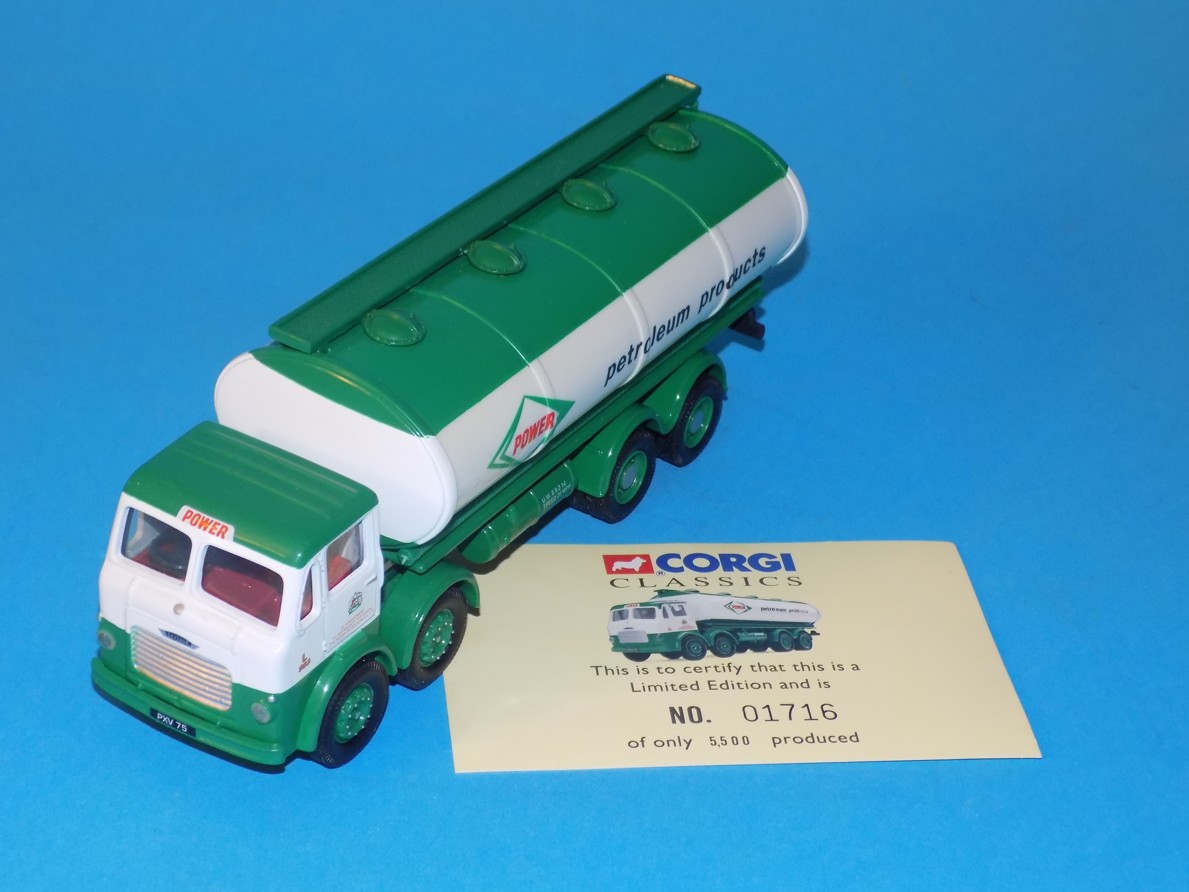 petroleum products
POWER
POWER
PXV 75
CORGI
®
CLASSICS
POWER
petroleum products
This is to certify that this is a
Limited Edition and is
NO. 01716
of only 5,500 produced